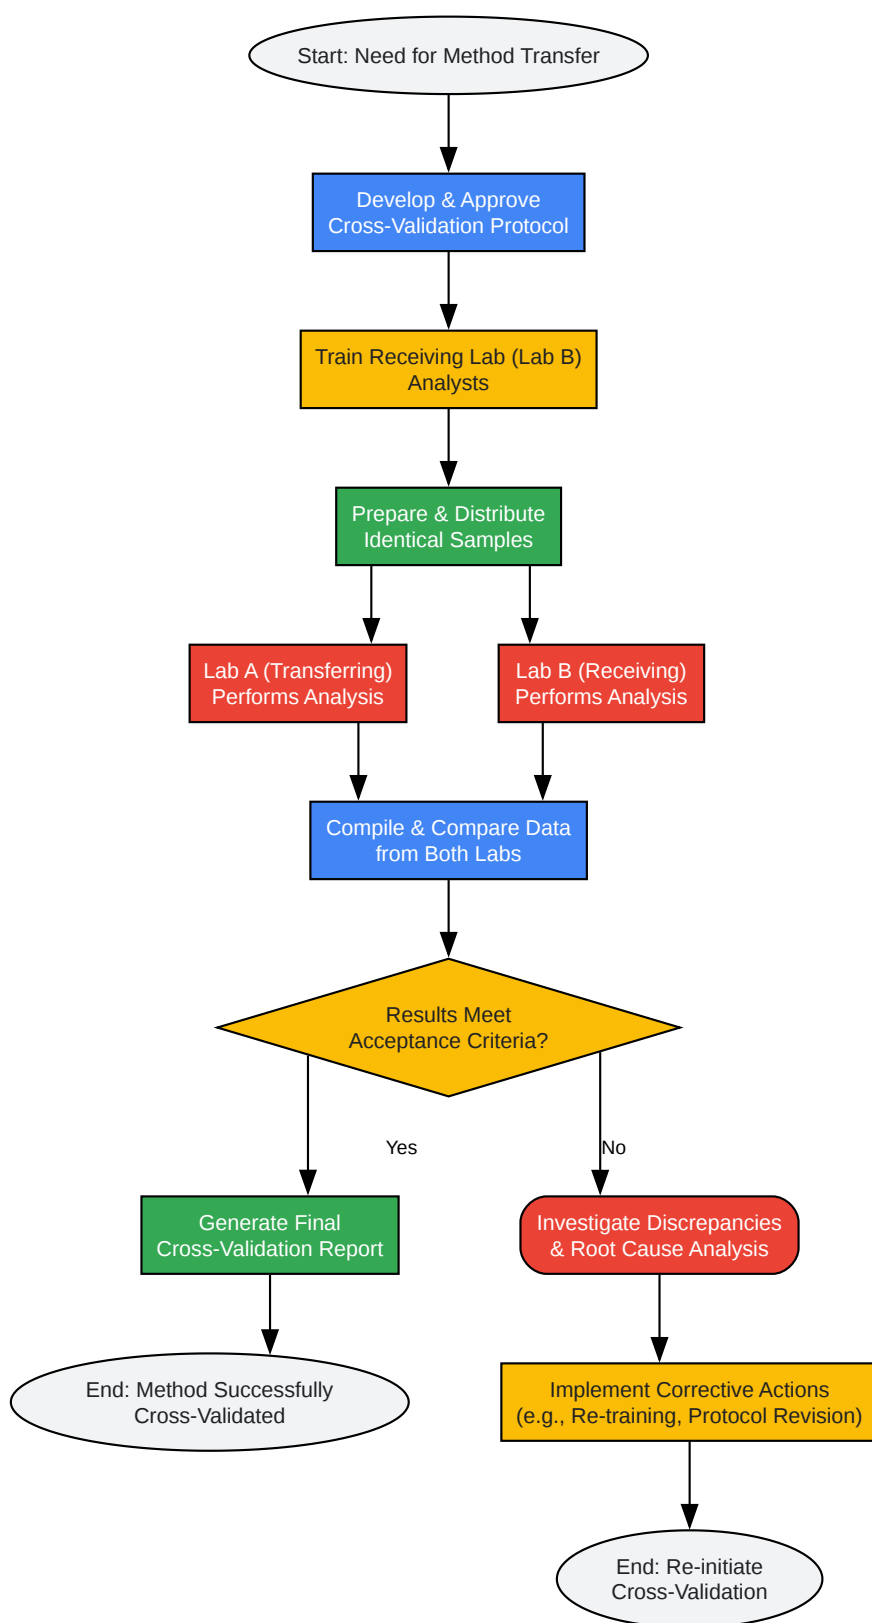 Start: Need for Method Transfer
Develop & Approve
Cross-Validation Protocol
Train Receiving Lab (Lab B)
Analysts
Prepare & Distribute
Identical Samples
Lab A (Transferring)
Performs Analysis
Lab B (Receiving)
Performs Analysis
Compile & Compare Data
from Both Labs
Results Meet
Acceptance Criteria?
Yes
No
Generate Final
Cross-Validation Report
Investigate Discrepancies
& Root Cause Analysis
End: Method Successfully
Cross-Validated
Implement Corrective Actions
(e.g., Re-training, Protocol Revision)
End: Re-initiate
Cross-Validation